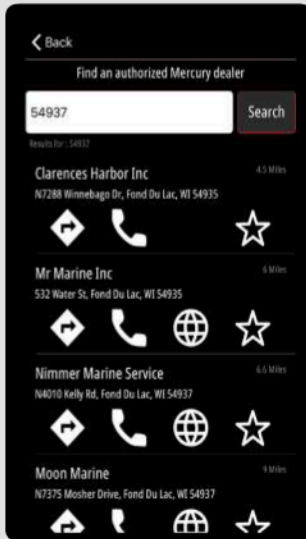 Back
Find an authorized Mercury dealer
54937 Search
Results for : 54937
Clarences Harbor Inc 4.5 Miles
N7288 Winnebago Dr, Fond Du Lac, WI 54935
Mr Marine Inc 6 Miles
532 Water St, Fond Du Lac, WI 54935
Nimmer Marine Service 6.6 Miles
N4010 Kelly Rd, Fond Du Lac, WI 54937
Moon Marine 9 Miles
N7375 Mosher Drive, Fond Du Lac, WI 54937